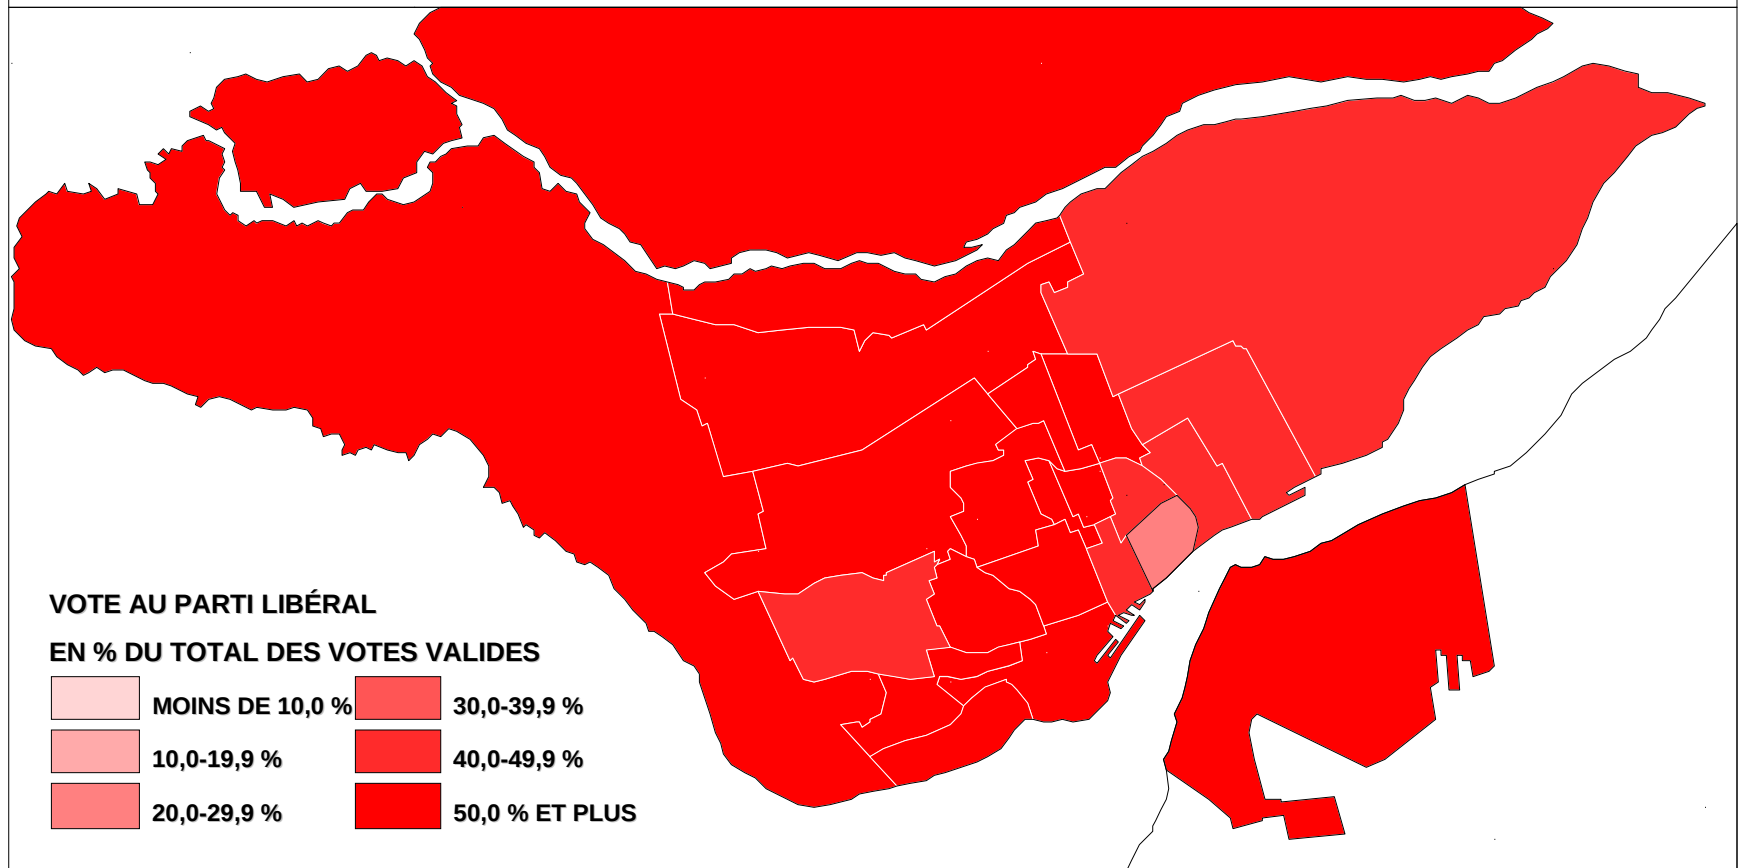 VOTE AU PARTI LIBÉRAL
EN % DU TOTAL DES VOTES VALIDES
MOINS DE 10,0 %
10,0-19,9 %
20,0-29,9 %
30,0-39,9 %
40,0-49,9 %
50,0 % ET PLUS